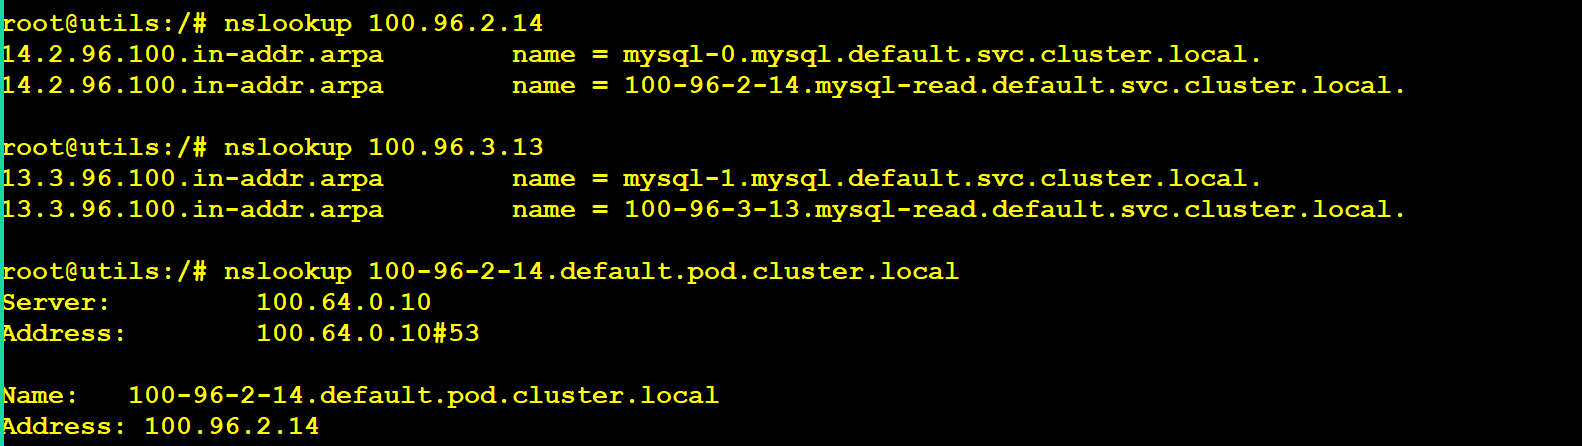 root@utils:/# nslookup 100.96.2.14
14.2.96.100.in-addr.arpa        name = mysql-0.mysql.default.svc.cluster.local.
14.2.96.100.in-addr.arpa        name = 100-96-2-14.mysql-read.default.svc.cluster.local.
root@utils:/# nslookup 100.96.3.13
13.3.96.100.in-addr.arpa        name = mysql-1.mysql.default.svc.cluster.local.
13.3.96.100.in-addr.arpa        name = 100-96-3-13.mysql-read.default.svc.cluster.local.
root@utils:/# nslookup 100-96-2-14.default.pod.cluster.local
Server:         100.64.0.10
Address:        100.64.0.10#53
Name:   100-96-2-14.default.pod.cluster.local
Address: 100.96.2.14